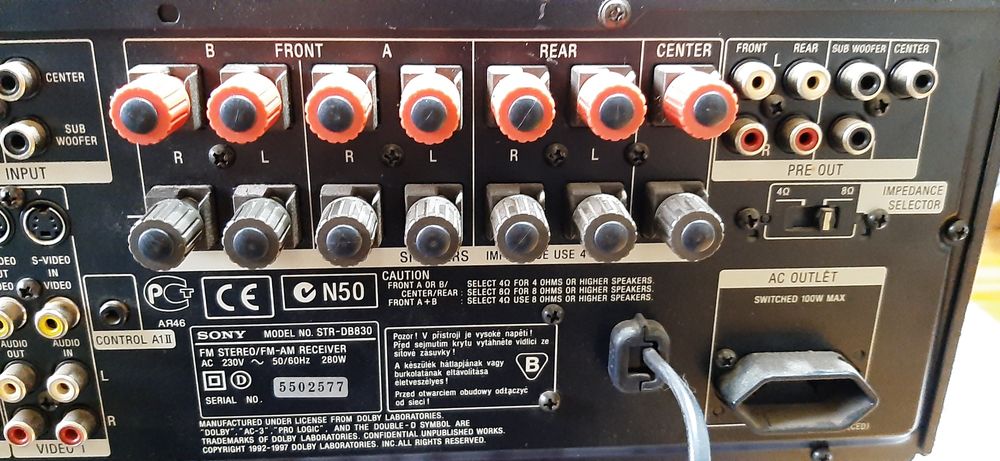 B FRONT A
REAR
CENTER
FRONT REAR SUB WOOFER CENTER
L
CENTER
SUB
WOOFER
INPUT
R L R L R L
R
PRE OUT
4Ω 8Ω
IMPEDANCE
SELECTOR
S-VIDEO
IN
VIDEO
AUDIO
OUT
AUDIO
IN
L
R
VIDEO 1
CONTROL A1II
АЯ46
CE
N50
CAUTION
FRONT A OR B/
CENTER/REAR : SELECT 4Ω FOR 4 OHMS OR HIGHER SPEAKERS.
: SELECT 8Ω FOR 8 OHMS OR HIGHER SPEAKERS.
FRONT A+B : SELECT 4Ω USE 8 OHMS OR HIGHER SPEAKERS.
SONY MODEL NO. STR-DB830
FM STEREO/FM-AM RECEIVER
AC 230V ~ 50/60Hz 280W
D
SERIAL NO. 5502577
Pozor! V přístroji je vysoké napětí!
Před sejmutím krytu vytáhněte vidlici ze
síťové zásuvky!
A készülék hátlapjának vagy
burkolatának eltávolítása
életveszélyes!
Przed otwarciem obudowy odłączyć
od sieci!
B
MANUFACTURED UNDER LICENSE FROM DOLBY LABORATORIES.
"DOLBY", "AC-3", "PRO LOGIC", AND THE DOUBLE-D SYMBOL ARE
TRADEMARKS OF DOLBY LABORATORIES. CONFIDENTIAL UNPUBLISHED WORKS.
COPYRIGHT 1992-1997 DOLBY LABORATORIES, INC. ALL RIGHTS RESERVED.
AC OUTLET
SWITCHED 100W MAX